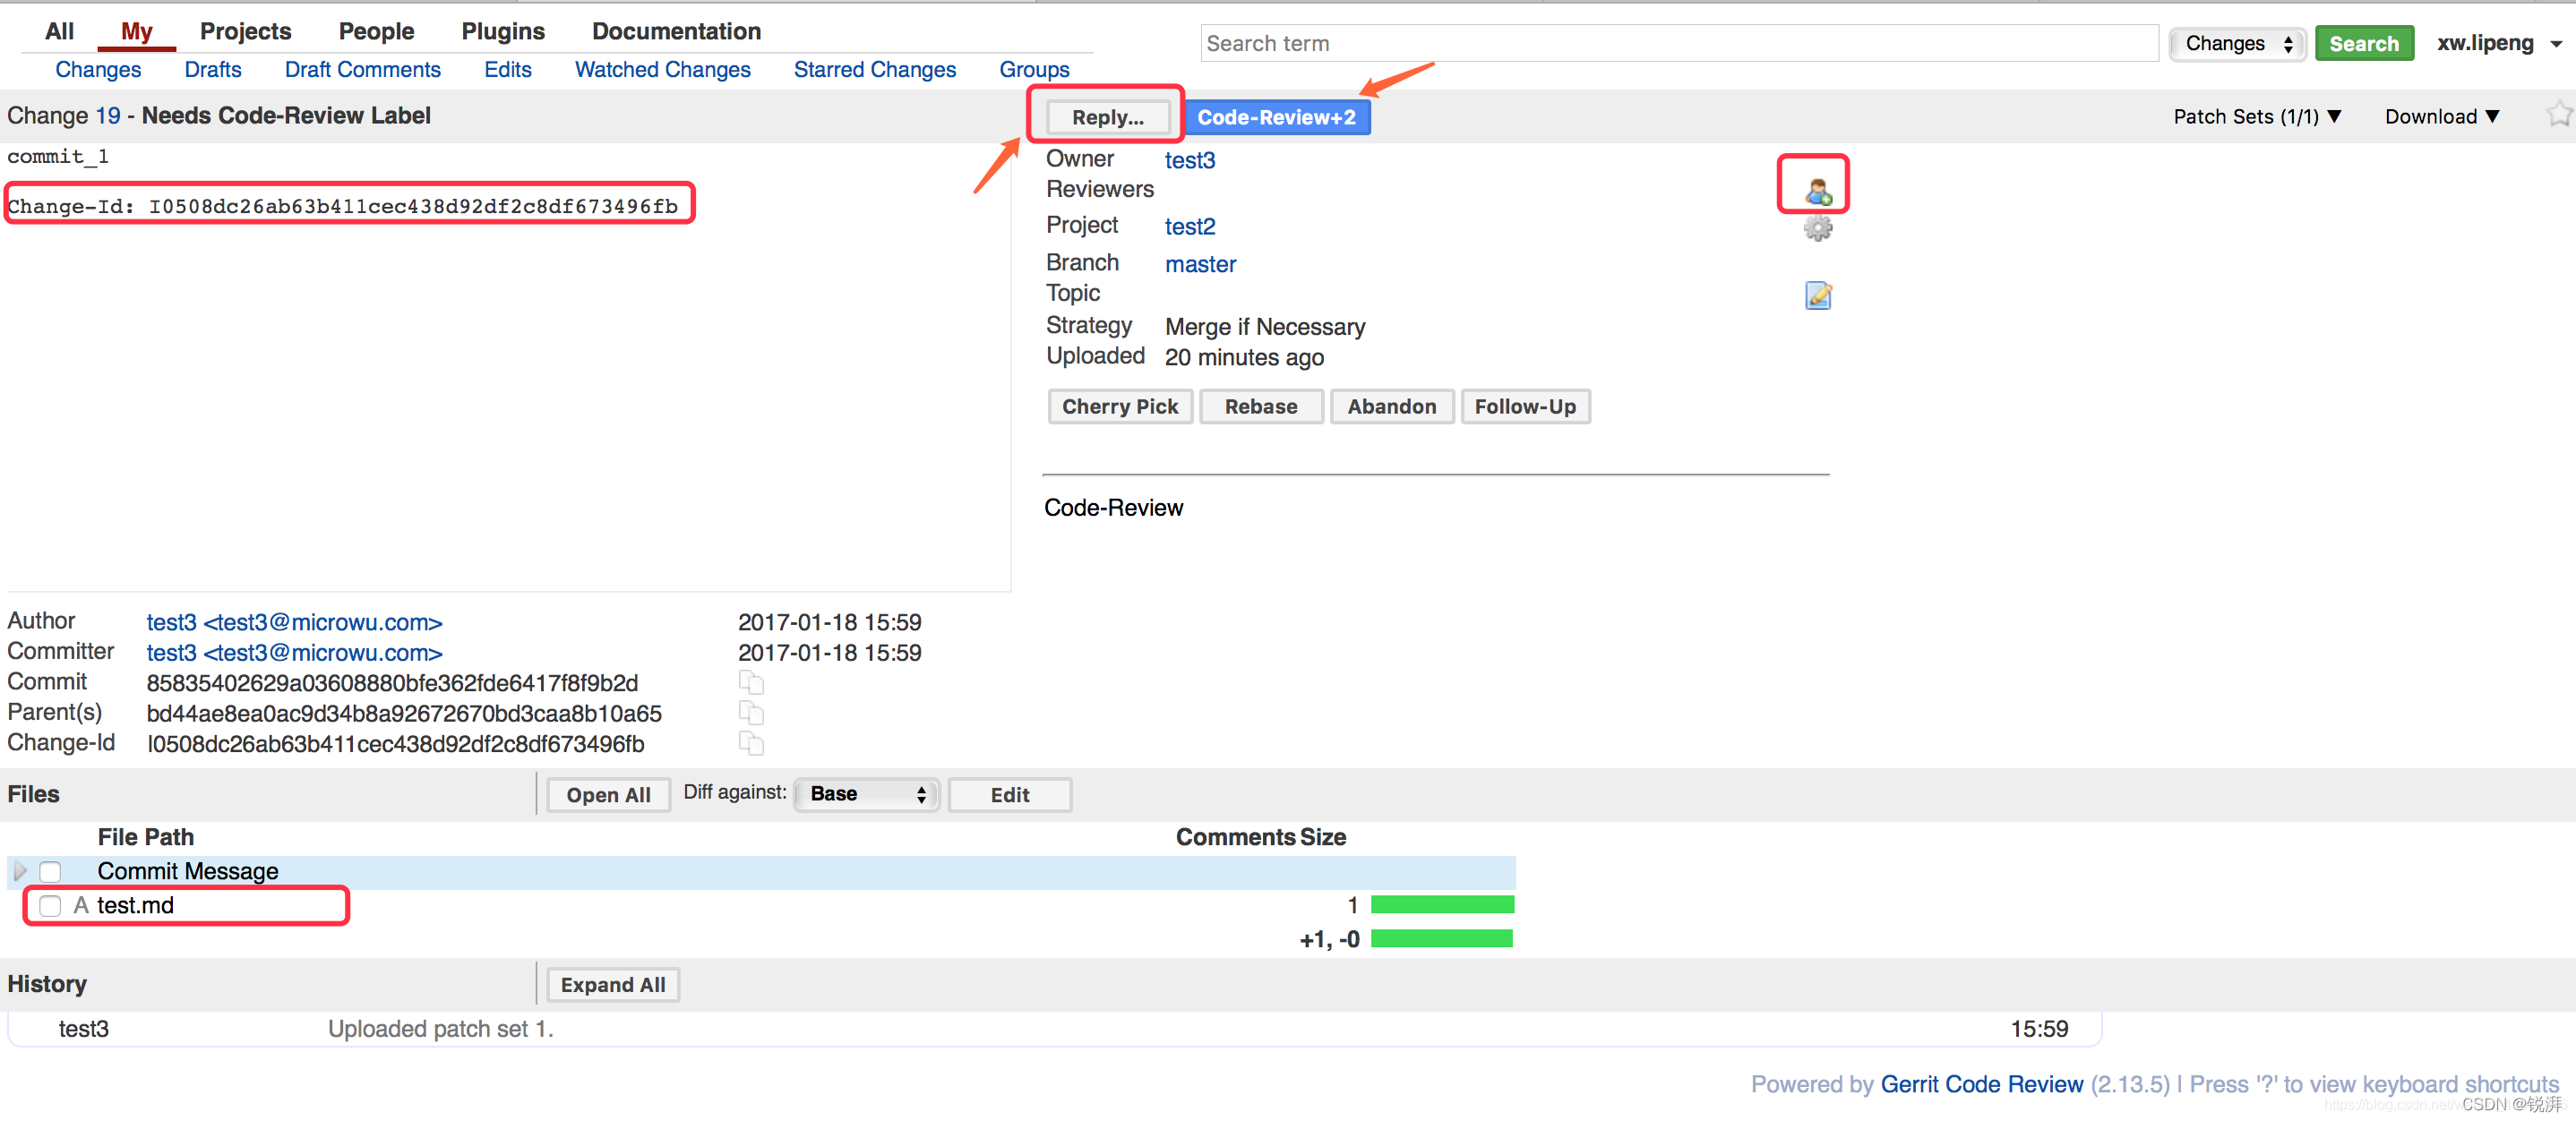 All My Projects People Plugins Documentation
Search term Changes Search xw.lipeng
Changes Drafts Draft Comments Edits Watched Changes Starred Changes Groups
Change 19 - Needs Code-Review Label
Reply... Code-Review+2
Patch Sets (1/1) ▼ Download ▼
commit_1
Change-Id: I0508dc26ab63b411cec438d92df2c8df673496fb
Owner test3
Reviewers
Project test2
Branch master
Topic
Strategy Merge if Necessary
Uploaded 20 minutes ago
Cherry Pick Rebase Abandon Follow-Up
Code-Review
Author test3 <test3@microwu.com> 2017-01-18 15:59
Committer test3 <test3@microwu.com> 2017-01-18 15:59
Commit 85835402629a03608880bfe362fde6417f8f9b2d
Parent(s) bd44ae8ea0ac9d34b8a92672670bd3caa8b10a65
Change-Id I0508dc26ab63b411cec438d92df2c8df673496fb
Files Open All Diff against: Base Edit
File Path Comments Size
Commit Message
A test.md 1
+1, -0
History Expand All
test3 Uploaded patch set 1. 15:59
Powered by Gerrit Code Review (2.13.5) | Press '?' to view keyboard shortcuts
CSDN @锐湃